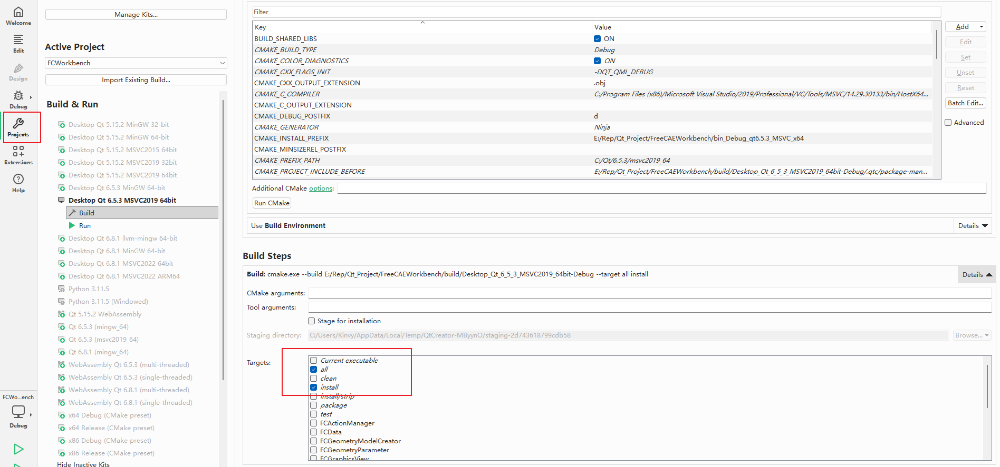 Welcome
Edit
Design
Debug
Projects
Extensions
Help
FCWo...ench
Debug
Manage Kits...
Active Project
FCWorkbench
Import Existing Build...
Build & Run
Desktop Qt 5.15.2 MinGW 32-bit
Desktop Qt 5.15.2 MinGW 64-bit
Desktop Qt 5.15.2 MSVC2015 64bit
Desktop Qt 5.15.2 MSVC2019 32bit
Desktop Qt 5.15.2 MSVC2019 64bit
Desktop Qt 6.5.3 MinGW 64-bit
Desktop Qt 6.5.3 MSVC2019 64bit
Build
Run
Desktop Qt 6.8.1 llvm-mingw 64-bit
Desktop Qt 6.8.1 MinGW 64-bit
Desktop Qt 6.8.1 MSVC2022 64bit
Desktop Qt 6.8.1 MSVC2022 ARM64
Python 3.11.5
Python 3.11.5 (Windowed)
Qt 5.15.2 WebAssembly
Qt 6.5.3 (mingw_64)
Qt 6.5.3 (msvc2019_64)
Qt 6.8.1 (mingw_64)
WebAssembly Qt 6.5.3 (multi-threaded)
WebAssembly Qt 6.5.3 (single-threaded)
WebAssembly Qt 6.8.1 (multi-threaded)
WebAssembly Qt 6.8.1 (single-threaded)
x64 Debug (CMake preset)
x64 Release (CMake preset)
x86 Debug (CMake preset)
x86 Release (CMake preset)
Hide Inactive Kits
Filter
Key Value
BUILD_SHARED_LIBS ON
CMAKE_BUILD_TYPE Debug
CMAKE_COLOR_DIAGNOSTICS ON
CMAKE_CXX_FLAGS_INIT -DQT_QML_DEBUG
CMAKE_CXX_OUTPUT_EXTENSION .obj
CMAKE_C_COMPILER C:/Program Files (x86)/Microsoft Visual Studio/2019/Professional/VC/Tools/MSVC/14.29.30133/bin/HostX64...
CMAKE_C_OUTPUT_EXTENSION
CMAKE_DEBUG_POSTFIX d
CMAKE_GENERATOR Ninja
CMAKE_INSTALL_PREFIX E:/Rep/Qt_Project/FreeCAEWorkbench/bin_Debug_qt6.5.3_MSVC_x64
CMAKE_MINSIZEREL_POSTFIX
CMAKE_PREFIX_PATH C:/Qt/6.5.3/msvc2019_64
CMAKE_PROJECT_INCLUDE_BEFORE E:/Rep/Qt_Project/FreeCAEWorkbench/build/Desktop_Qt_6_5_3_MSVC2019_64bit-Debug/.qtc/package-man...
Add
Edit
Set
Unset
Reset
Batch Edit...
Advanced
Additional CMake options:
Run CMake
Use Build Environment Details
Build Steps
Build: cmake.exe --build E:/Rep/Qt_Project/FreeCAEWorkbench/build/Desktop_Qt_6_5_3_MSVC2019_64bit-Debug --target all install Details
CMake arguments:
Tool arguments:
Stage for installation
Staging directory: C:/Users/Kinvy/AppData/Local/Temp/QtCreator-MByynO/staging-2d743618799cdb58 Browse...
Targets:
Current executable
all
clean
install
install/strip
package
test
FCActionManager
FCData
FCGeometryModelCreator
FCGeometryParameter
FCGraphicsView